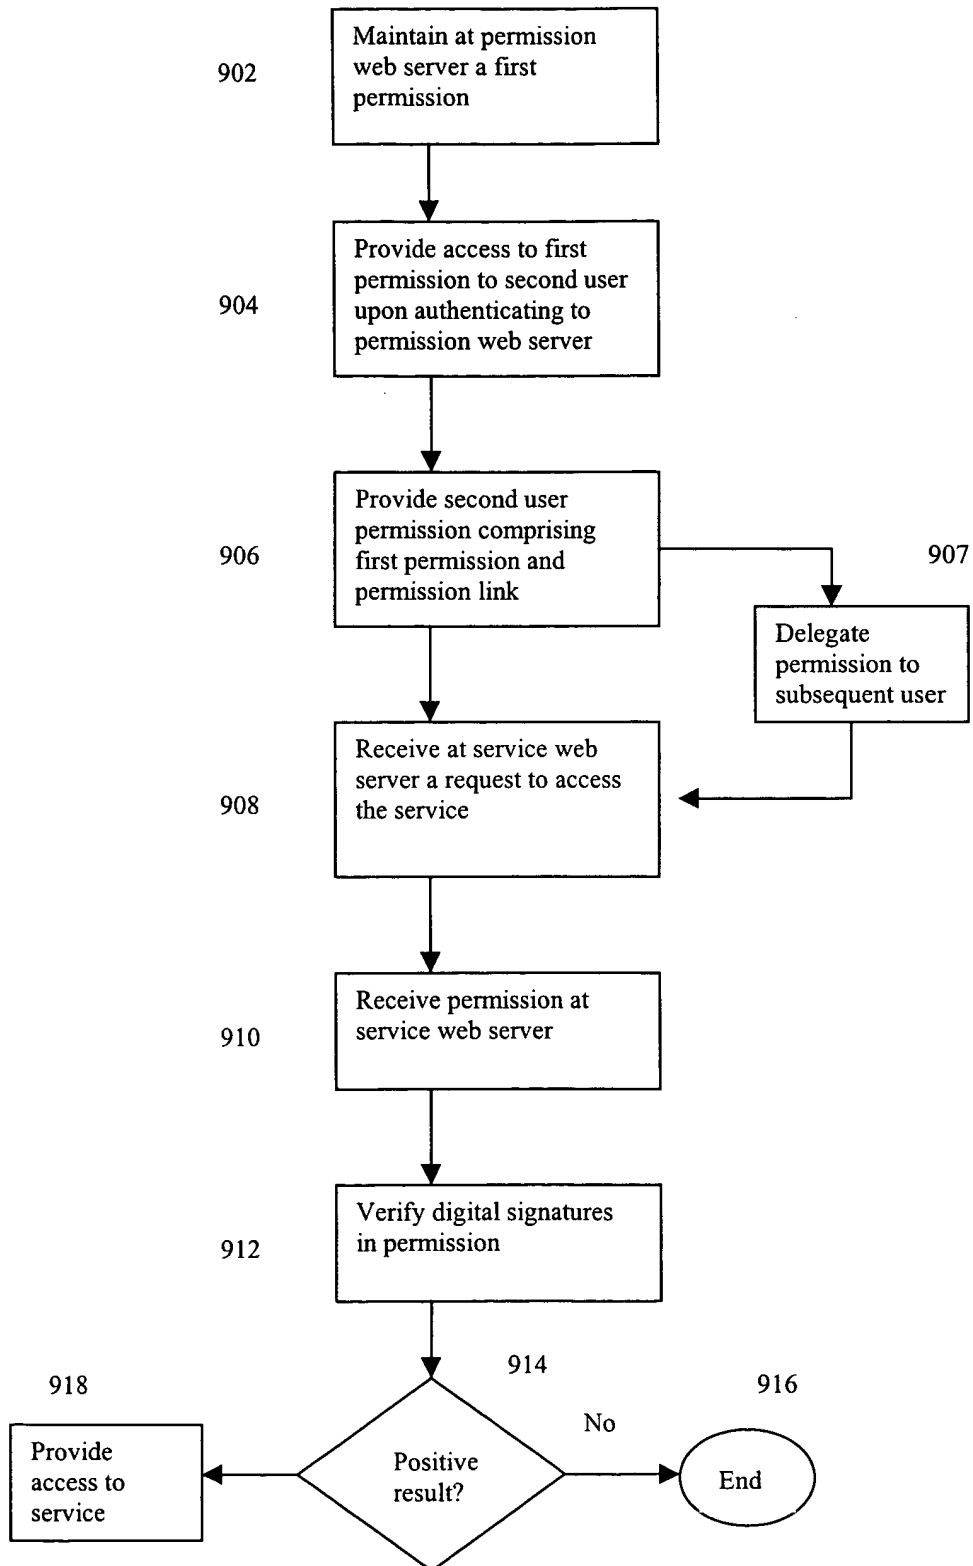 902
Maintain at permission
web server a first
permission
904
Provide access to first
permission to second user
upon authenticating to
permission web server
906
Provide second user
permission comprising
first permission and
permission link
907
Delegate
permission to
subsequent user
908
Receive at service web
server a request to access
the service
910
Receive permission at
service web server
912
Verify digital signatures
in permission
914
Positive
result?
No
916
End
918
Provide
access to
service